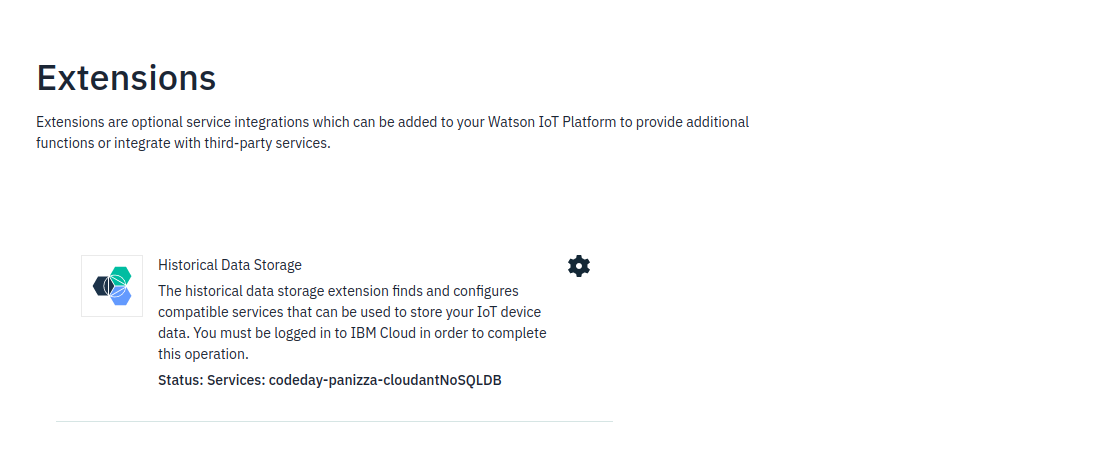 Extensions
Extensions are optional service integrations which can be added to your Watson IoT Platform to provide additional
functions or integrate with third-party services.
Historical Data Storage
The historical data storage extension finds and configures
compatible services that can be used to store your IoT device
data. You must be logged in to IBM Cloud in order to complete
this operation.
Status: Services: codeday-panizza-cloudantNoSQLDB